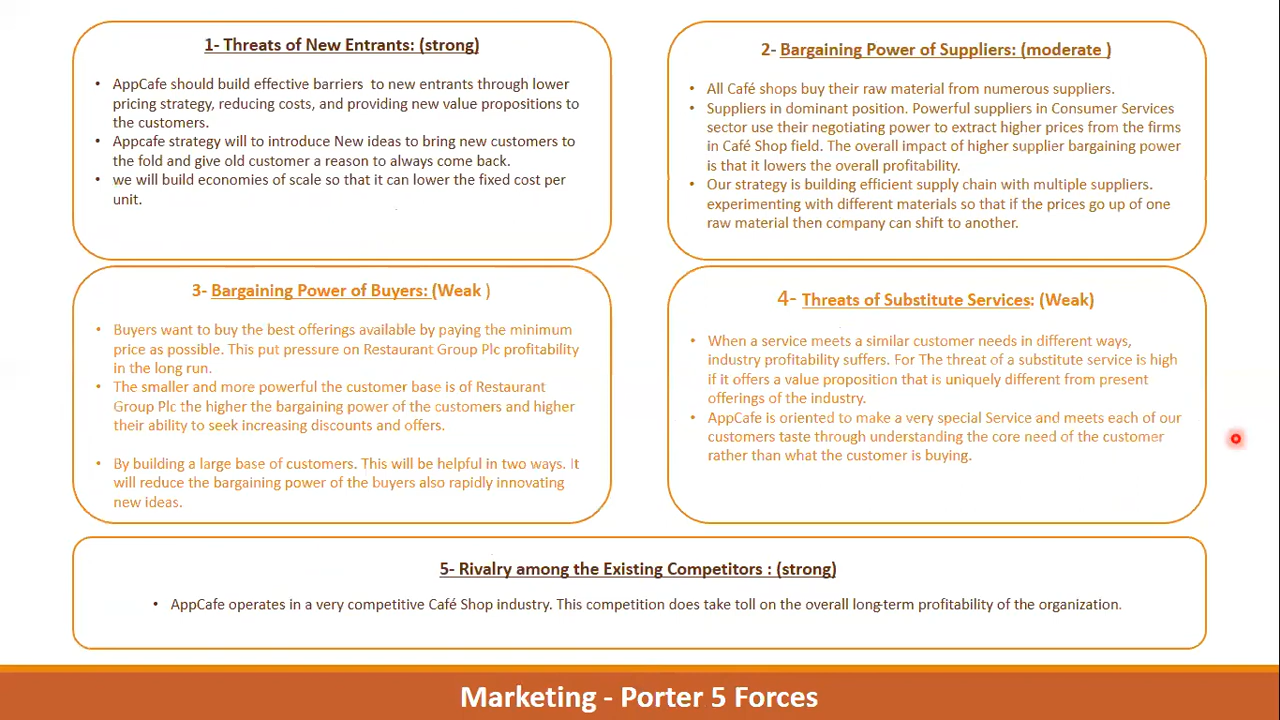 1- Threats of New Entrants: (strong)
• AppCafe should build effective barriers to new entrants through lower
pricing strategy, reducing costs, and providing new value propositions to
the customers.
• Appcafe strategy will to introduce New ideas to bring new customers to
the fold and give old customer a reason to always come back.
• we will build economies of scale so that it can lower the fixed cost per
unit.
2- Bargaining Power of Suppliers: (moderate )
• All Café shops buy their raw material from numerous suppliers.
• Suppliers in dominant position. Powerful suppliers in Consumer Services
sector use their negotiating power to extract higher prices from the firms
in Café Shop field. The overall impact of higher supplier bargaining power
is that it lowers the overall profitability.
• Our strategy is building efficient supply chain with multiple suppliers.
experimenting with different materials so that if the prices go up of one
raw material then company can shift to another.
3- Bargaining Power of Buyers: (Weak )
• Buyers want to buy the best offerings available by paying the minimum
price as possible. This put pressure on Restaurant Group Plc profitability
in the long run.
• The smaller and more powerful the customer base is of Restaurant
Group Plc the higher the bargaining power of the customers and higher
their ability to seek increasing discounts and offers.
• By building a large base of customers. This will be helpful in two ways. It
will reduce the bargaining power of the buyers also rapidly innovating
new ideas.
4- Threats of Substitute Services: (Weak)
• When a service meets a similar customer needs in different ways,
industry profitability suffers. For The threat of a substitute service is high
if it offers a value proposition that is uniquely different from present
offerings of the industry.
• AppCafe is oriented to make a very special Service and meets each of our
customers taste through understanding the core need of the customer
rather than what the customer is buying.
5- Rivalry among the Existing Competitors : (strong)
• AppCafe operates in a very competitive Café Shop industry. This competition does take toll on the overall long-term profitability of the organization.
Marketing - Porter 5 Forces